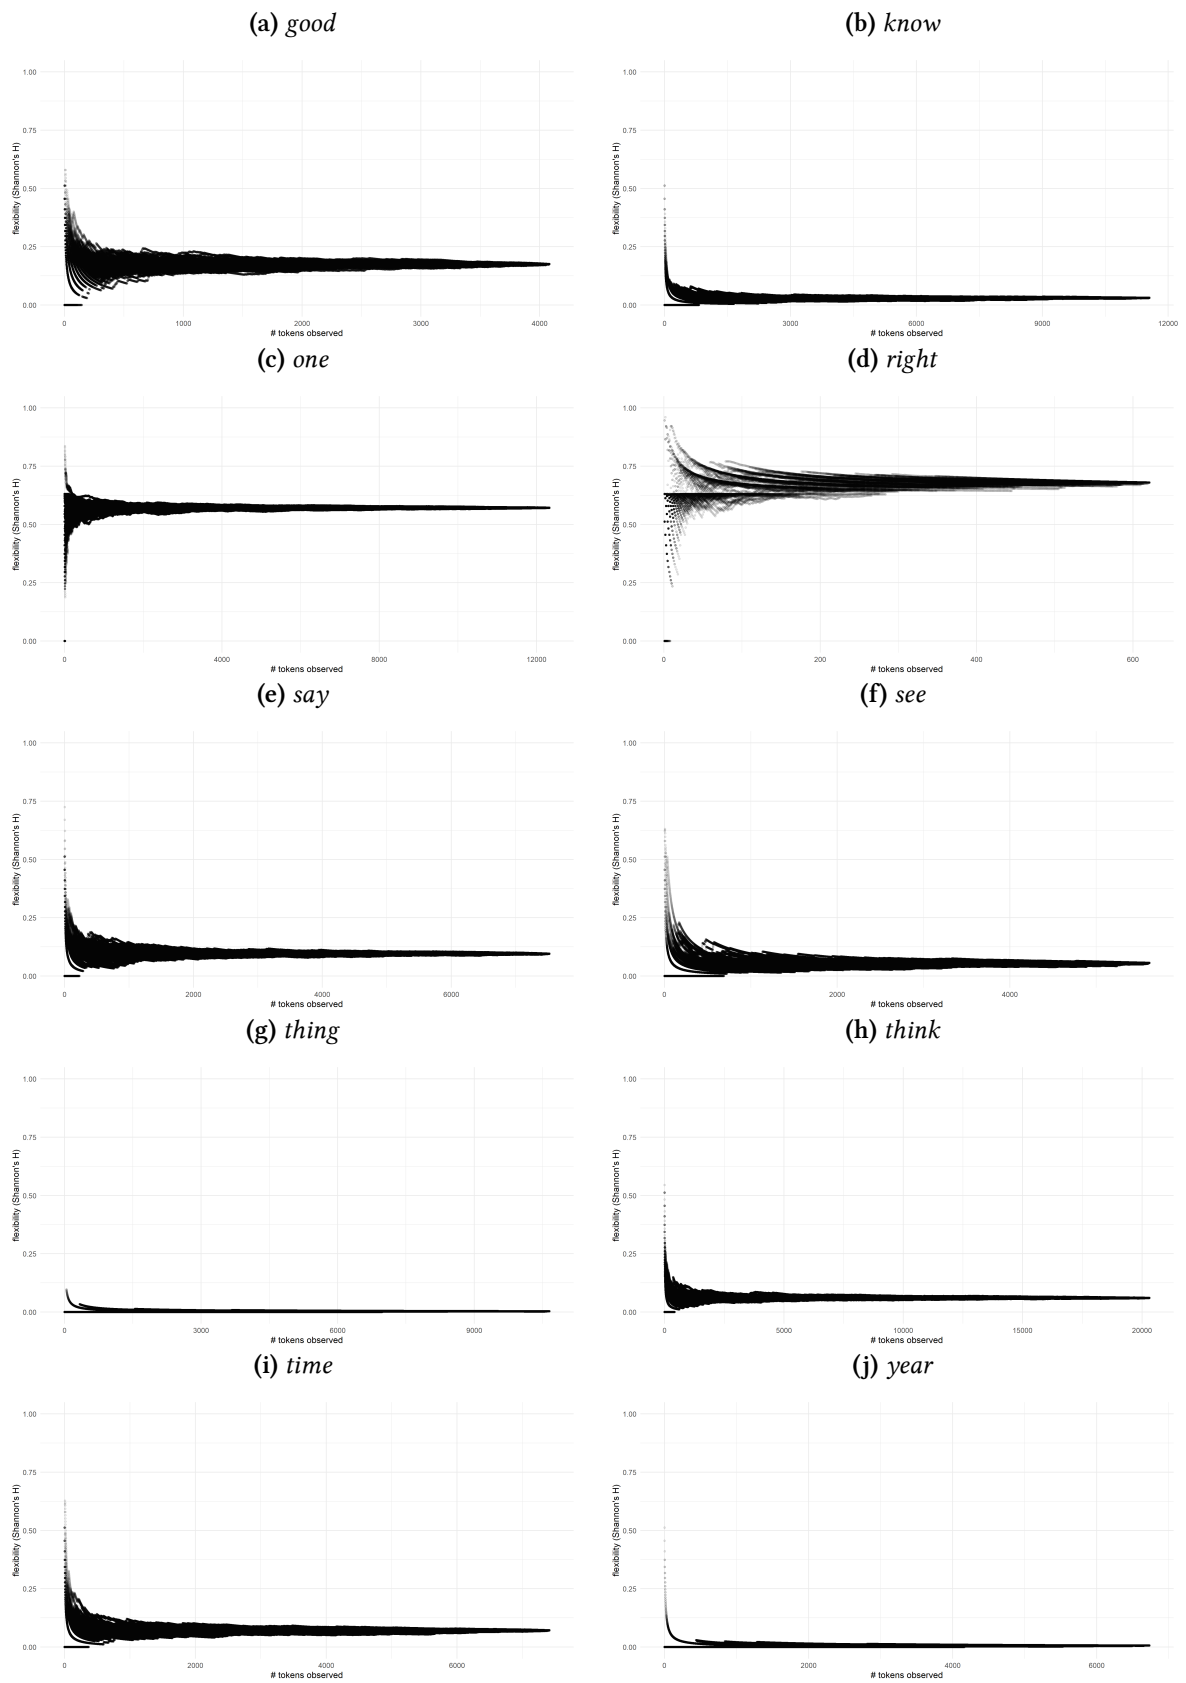 (a) good
(b) know
flexibility (Shannon's H)
1.00
0.75
0.50
0.25
0.00
0 1000 2000 3000 4000
# tokens observed
flexibility (Shannon's H)
1.00
0.75
0.50
0.25
0.00
0 3000 6000 9000 12000
# tokens observed
(c) one
(d) right
flexibility (Shannon's H)
1.00
0.75
0.50
0.25
0.00
0 4000 8000 12000
# tokens observed
flexibility (Shannon's H)
1.00
0.75
0.50
0.25
0.00
0 200 400 600
# tokens observed
(e) say
(f) see
flexibility (Shannon's H)
1.00
0.75
0.50
0.25
0.00
0 2000 4000 6000
# tokens observed
flexibility (Shannon's H)
1.00
0.75
0.50
0.25
0.00
0 2000 4000
# tokens observed
(g) thing
(h) think
flexibility (Shannon's H)
1.00
0.75
0.50
0.25
0.00
0 3000 6000 9000
# tokens observed
flexibility (Shannon's H)
1.00
0.75
0.50
0.25
0.00
0 5000 10000 15000 20000
# tokens observed
(i) time
(j) year
flexibility (Shannon's H)
1.00
0.75
0.50
0.25
0.00
0 2000 4000 6000
# tokens observed
flexibility (Shannon's H)
1.00
0.75
0.50
0.25
0.00
0 2000 4000 6000
# tokens observed